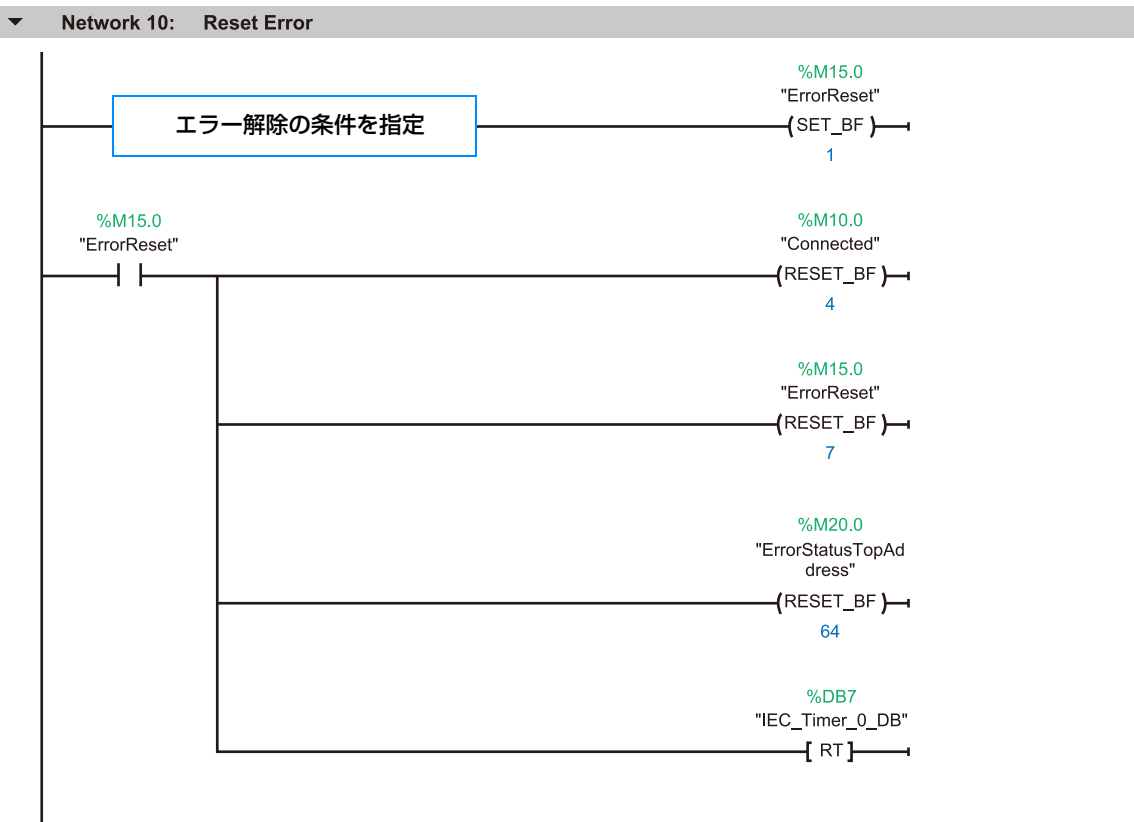 Network 10: Reset Error
%M15.0
"ErrorReset"
エラー解除の条件を指定
SET_BF
1
%M15.0
"ErrorReset"
%M10.0
"Connected"
RESET_BF
4
%M15.0
"ErrorReset"
RESET_BF
7
%M20.0
"ErrorStatusTopAd
dress"
RESET_BF
64
%DB7
"IEC_Timer_0_DB"
RT